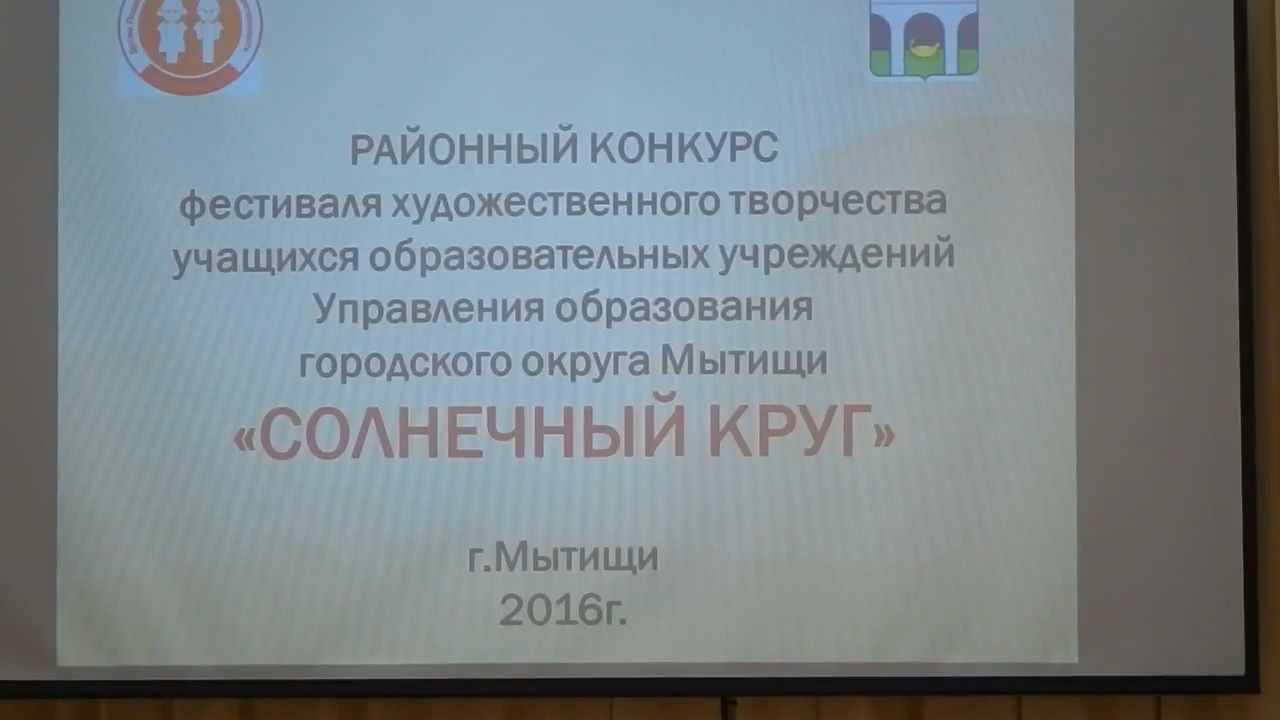 РАЙОННЫЙ КОНКУРС
фестиваля художественного творчества
учащихся образовательных учреждений
Управления образования
городского округа Мытищи
«СОЛНЕЧНЫЙ КРУГ»
г.Мытищи
2016г.